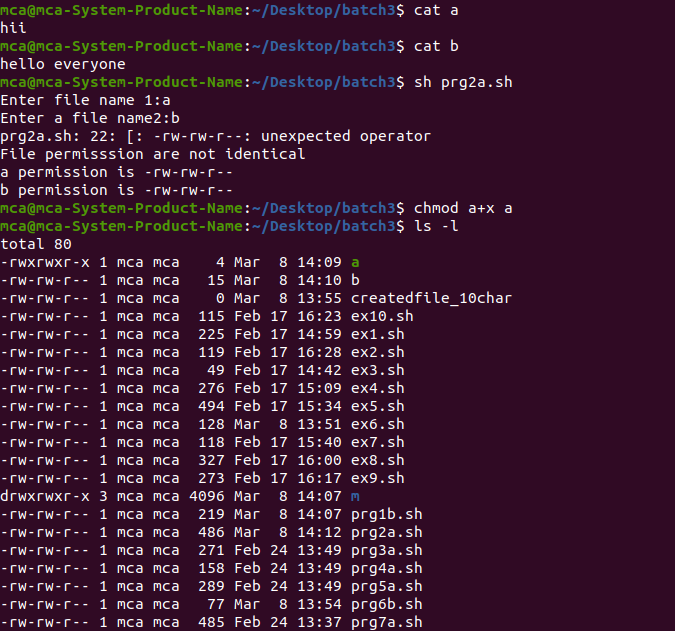 mca@mca-System-Product-Name:~/Desktop/batch3$ cat a
hii
mca@mca-System-Product-Name:~/Desktop/batch3$ cat b
hello everyone
mca@mca-System-Product-Name:~/Desktop/batch3$ sh prg2a.sh
Enter file name 1:a
Enter a file name2:b
prg2a.sh: 22: [: -rw-rw-r--: unexpected operator
File permisssion are not identical
a permission is -rw-rw-r--
b permission is -rw-rw-r--
mca@mca-System-Product-Name:~/Desktop/batch3$ chmod a+x a
mca@mca-System-Product-Name:~/Desktop/batch3$ ls -l
total 80
-rwxrwxr-x 1 mca mca    4 Mar  8 14:09 a
-rw-rw-r-- 1 mca mca   15 Mar  8 14:10 b
-rw-rw-r-- 1 mca mca    0 Mar  8 13:55 createdfile_10char
-rw-rw-r-- 1 mca mca  115 Feb 17 16:23 ex10.sh
-rw-rw-r-- 1 mca mca  225 Feb 17 14:59 ex1.sh
-rw-rw-r-- 1 mca mca  119 Feb 17 16:28 ex2.sh
-rw-rw-r-- 1 mca mca   49 Feb 17 14:42 ex3.sh
-rw-rw-r-- 1 mca mca  276 Feb 17 15:09 ex4.sh
-rw-rw-r-- 1 mca mca  494 Feb 17 15:34 ex5.sh
-rw-rw-r-- 1 mca mca  128 Mar  8 13:51 ex6.sh
-rw-rw-r-- 1 mca mca  118 Feb 17 15:40 ex7.sh
-rw-rw-r-- 1 mca mca  327 Feb 17 16:00 ex8.sh
-rw-rw-r-- 1 mca mca  273 Feb 17 16:17 ex9.sh
drwxrwxr-x 3 mca mca 4096 Mar  8 14:07 m
-rw-rw-r-- 1 mca mca  219 Mar  8 14:07 prg1b.sh
-rw-rw-r-- 1 mca mca  486 Mar  8 14:12 prg2a.sh
-rw-rw-r-- 1 mca mca  271 Feb 24 13:49 prg3a.sh
-rw-rw-r-- 1 mca mca  158 Feb 24 13:49 prg4a.sh
-rw-rw-r-- 1 mca mca  289 Feb 24 13:49 prg5a.sh
-rw-rw-r-- 1 mca mca   77 Mar  8 13:54 prg6b.sh
-rw-rw-r-- 1 mca mca  485 Feb 24 13:37 prg7a.sh